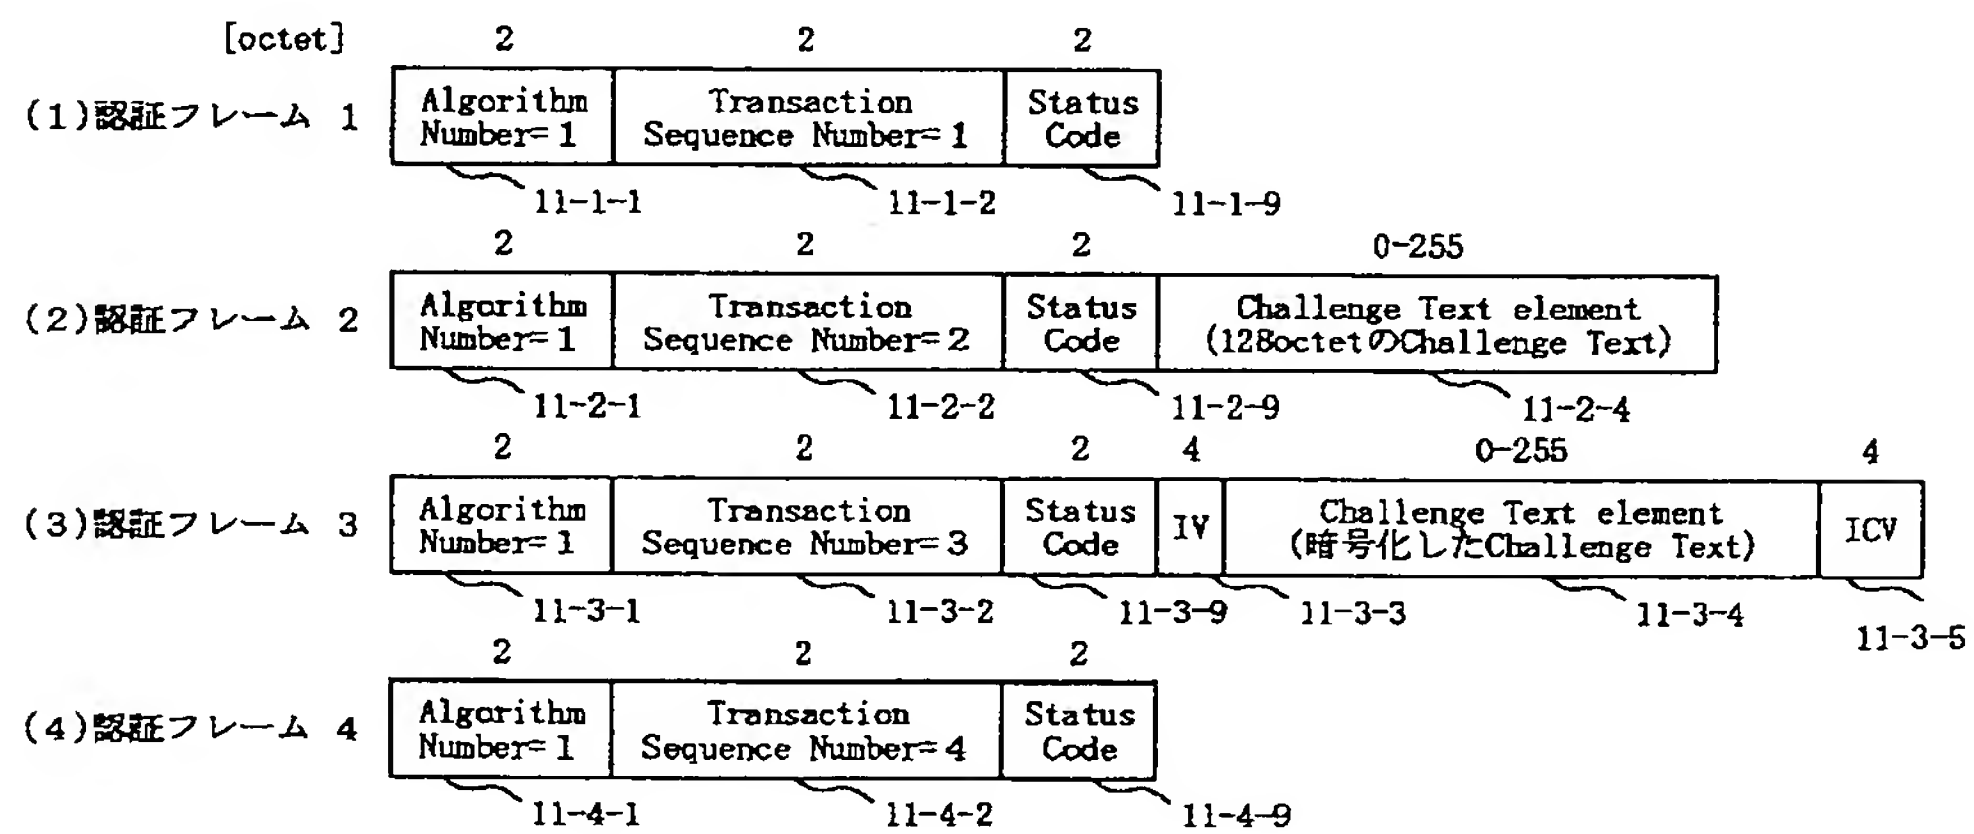 [octet] 2 2 2
(1)認証フレーム 1
Algorithm
Number=1
Transaction
Sequence Number=1
Status
Code
11-1-1 11-1-2 11-1-9
2 2 2 0-255
(2)認証フレーム 2
Algorithm
Number=1
Transaction
Sequence Number=2
Status
Code
Challenge Text element
(128octetのChallenge Text)
11-2-1 11-2-2 11-2-9 11-2-4
2 2 2 4 0-255 4
(3)認証フレーム 3
Algorithm
Number=1
Transaction
Sequence Number=3
Status
Code
IV
Challenge Text element
(暗号化したChallenge Text)
ICV
11-3-1 11-3-2 11-3-9 11-3-3 11-3-4 11-3-5
2 2 2
(4)認証フレーム 4
Algorithm
Number=1
Transaction
Sequence Number=4
Status
Code
11-4-1 11-4-2 11-4-9